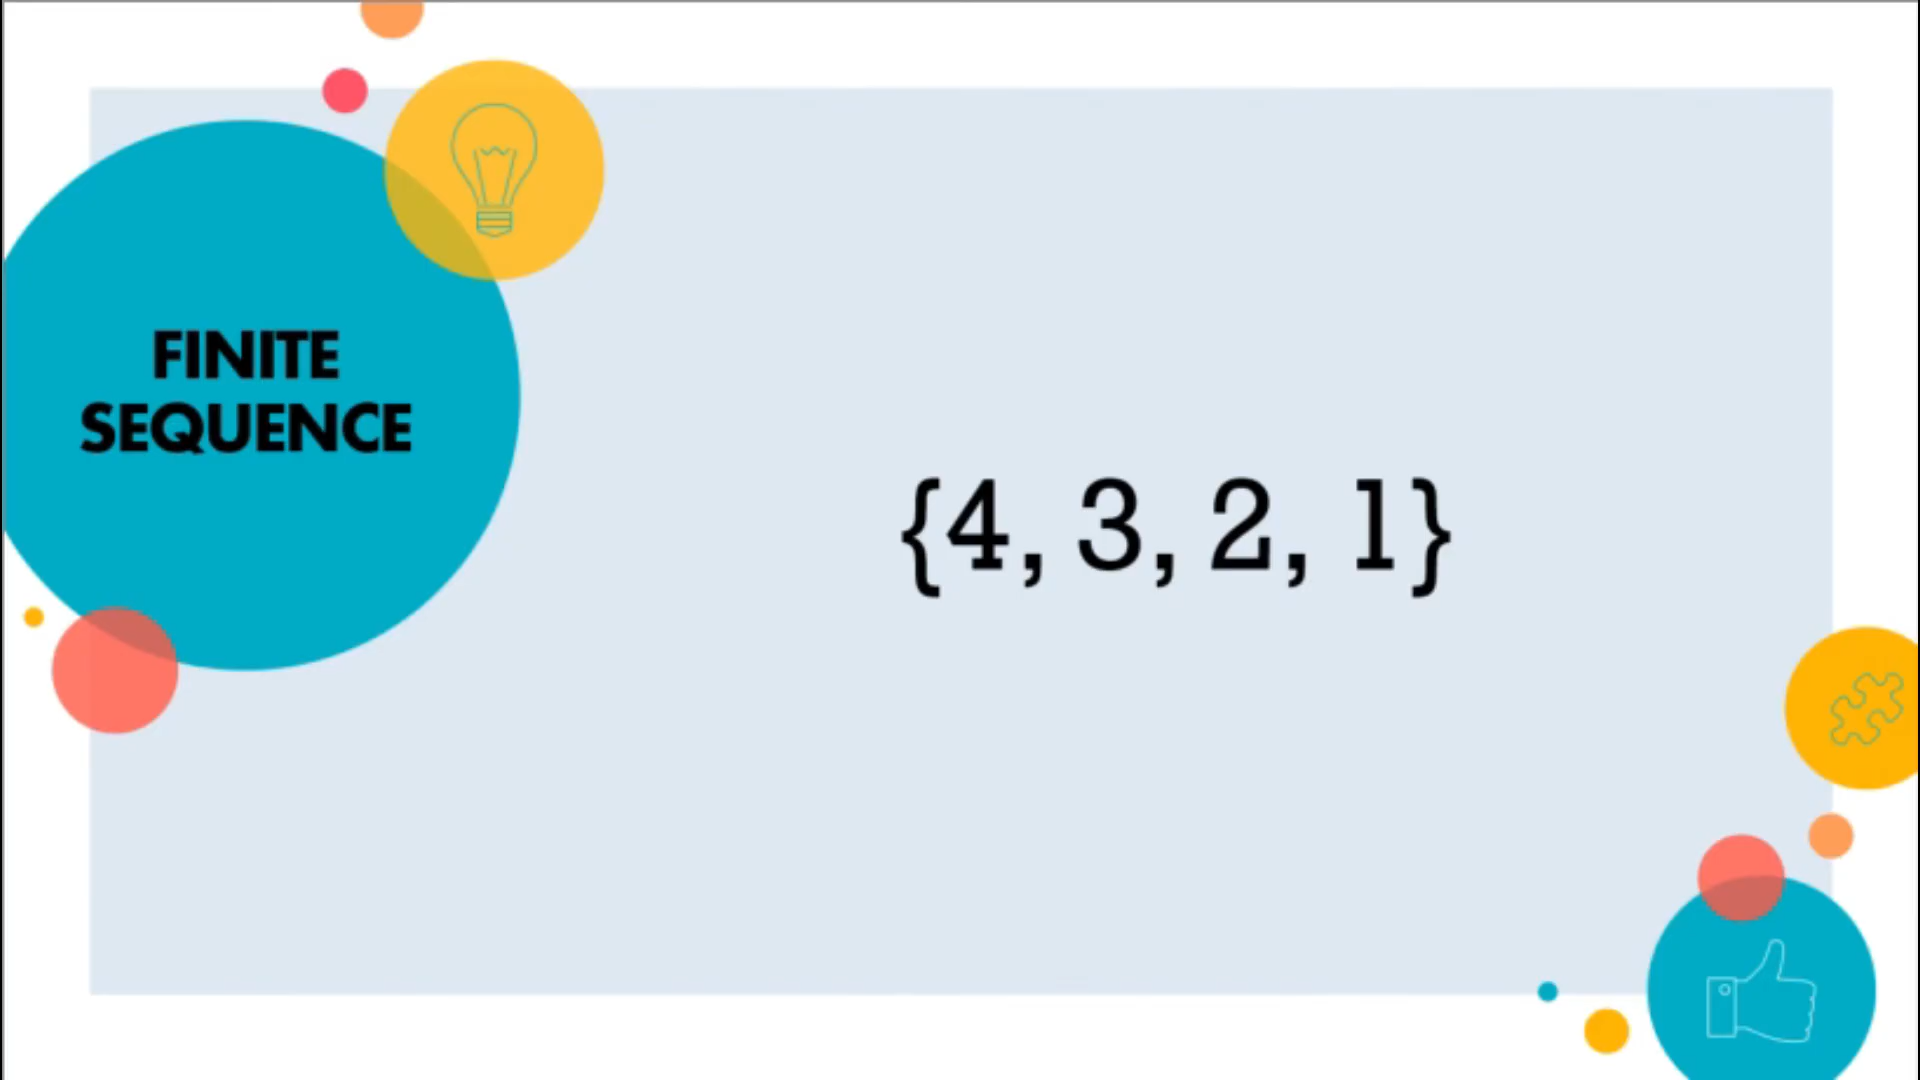 FINITE
SEQUENCE
{4, 3, 2, 1}